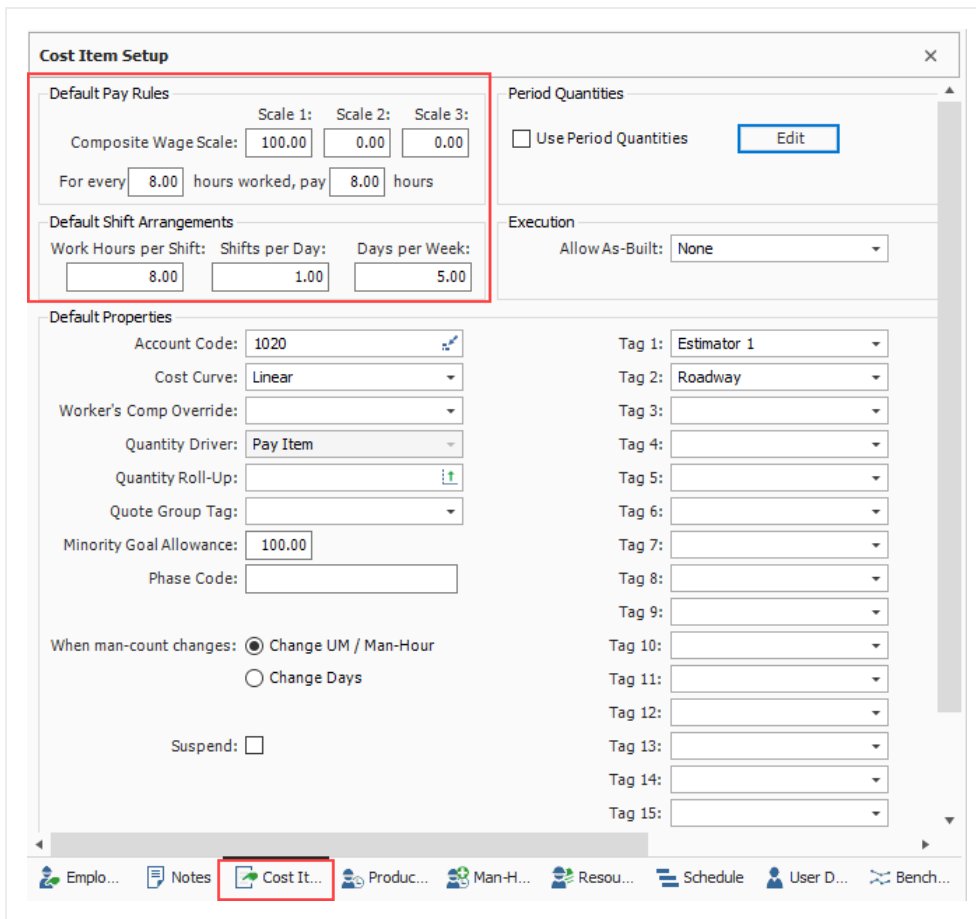 Cost Item Setup
Default Pay Rules
Scale 1: Scale 2: Scale 3:
Composite Wage Scale: 100.00 0.00 0.00
For every 8.00 hours worked, pay 8.00 hours
Default Shift Arrangements
Work Hours per Shift: Shifts per Day: Days per Week:
8.00 1.00 5.00
Period Quantities
Use Period Quantities Edit
Execution
Allow As-Built: None
Default Properties
Account Code: 1020
Cost Curve: Linear
Worker's Comp Override:
Quantity Driver: Pay Item
Quantity Roll-Up:
Quote Group Tag:
Minority Goal Allowance: 100.00
Phase Code:
When man-count changes: Change UM / Man-Hour
Change Days
Suspend:
Tag 1: Estimator 1
Tag 2: Roadway
Tag 3:
Tag 4:
Tag 5:
Tag 6:
Tag 7:
Tag 8:
Tag 9:
Tag 10:
Tag 11:
Tag 12:
Tag 13:
Tag 14:
Tag 15:
Emplo... Notes Cost It... Produc... Man-H... Resou... Schedule User D... Bench...